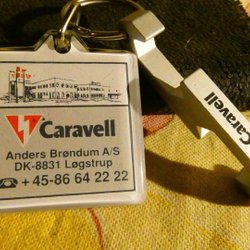 Caravell
Anders Brøndum A/S
DK-8831 Løgstrup
☎ +45-86 64 22 22
Caravell